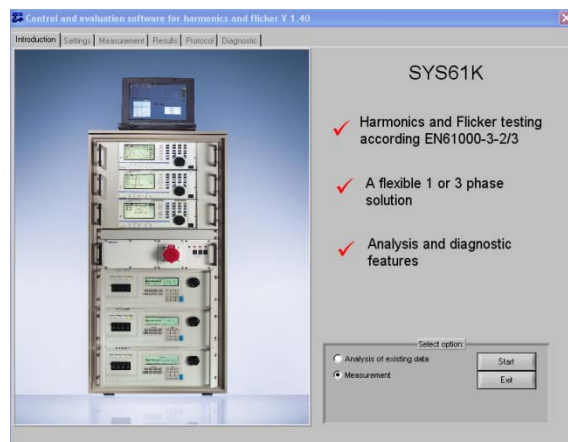 Control and evaluation software for harmonics and flicker V 1.40
Introduction Settings Measurement Results Protocol Diagnostic
SYS61K
Harmonics and Flicker testing
according EN61000-3-2/3
A flexible 1 or 3 phase
solution
Analysis and diagnostic
features
Select option
Analysis of existing data
Measurement
Start
Exit